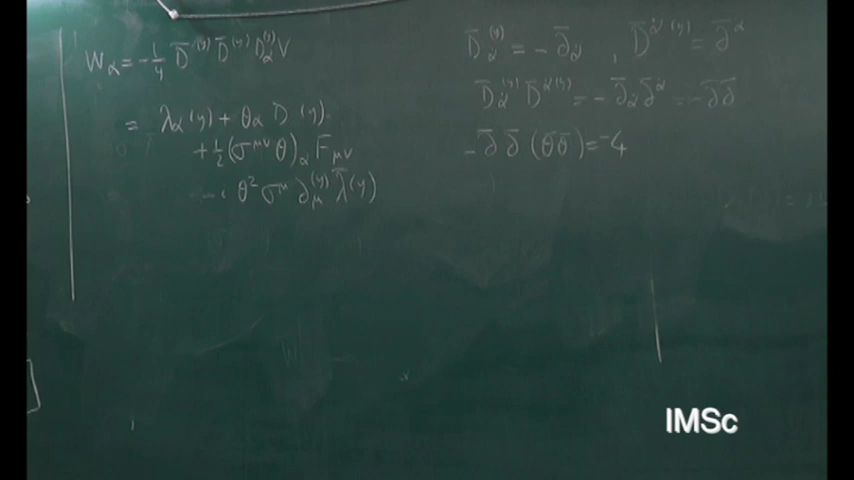 W_α = -1/4 D̄^(y) D̄^(y) D_α^(y) V
= λ_α(y) + θ_α D(y)
+ 1/2 (σ^μν θ)_α F_μν
θ² σ^μ ∂_μ^(y) λ̄(y)
D̄_α̇^(y) = - ∂̄_α̇ , D̄^α̇(y) = ∂̄^α̇
D̄_α̇^(y) D̄^α̇(y) = - ∂̄_α̇ ∂̄^α̇ = - ∂̄ ∂̄
- ∂̄ ∂̄ (θ̄ θ̄) = -4
IMSc